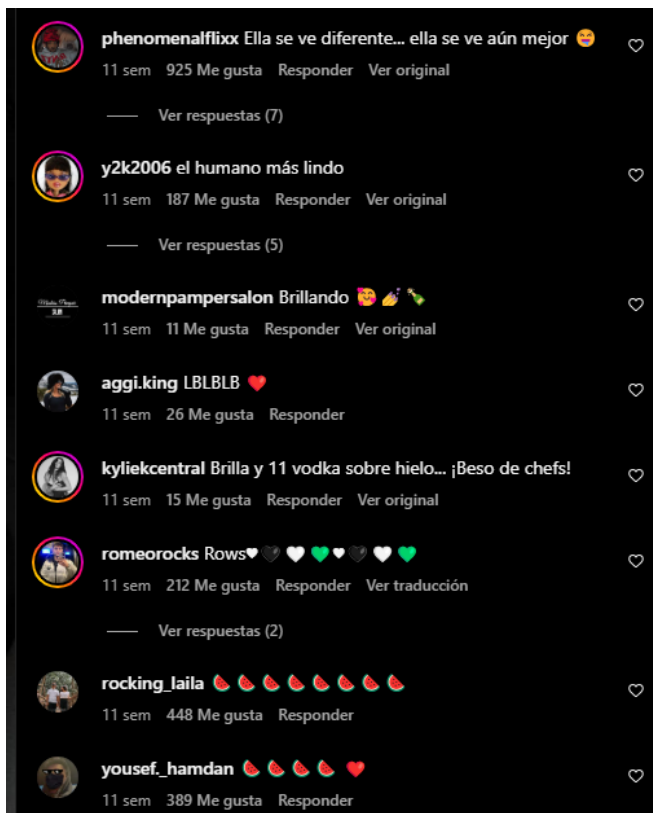 phenomenalflixx Ella se ve diferente... ella se ve aún mejor 😄
11 sem 925 Me gusta Responder Ver original
Ver respuestas (7)
y2k2006 el humano más lindo
11 sem 187 Me gusta Responder Ver original
Ver respuestas (5)
modernpampersalon Brillando 🥰 💅 🍾
11 sem 11 Me gusta Responder Ver original
aggi.king LBLBLB ❤️
11 sem 26 Me gusta Responder
kyliekcentral Brilla y 11 vodka sobre hielo... ¡Beso de chefs!
11 sem 15 Me gusta Responder Ver original
romeorocks Rows♥🖤🤍💚♥🖤🤍💚
11 sem 212 Me gusta Responder Ver traducción
Ver respuestas (2)
rocking_laila 🍉🍉🍉🍉🍉🍉🍉🍉
11 sem 448 Me gusta Responder
yousef._hamdan 🍉🍉🍉🍉❤️
11 sem 389 Me gusta Responder